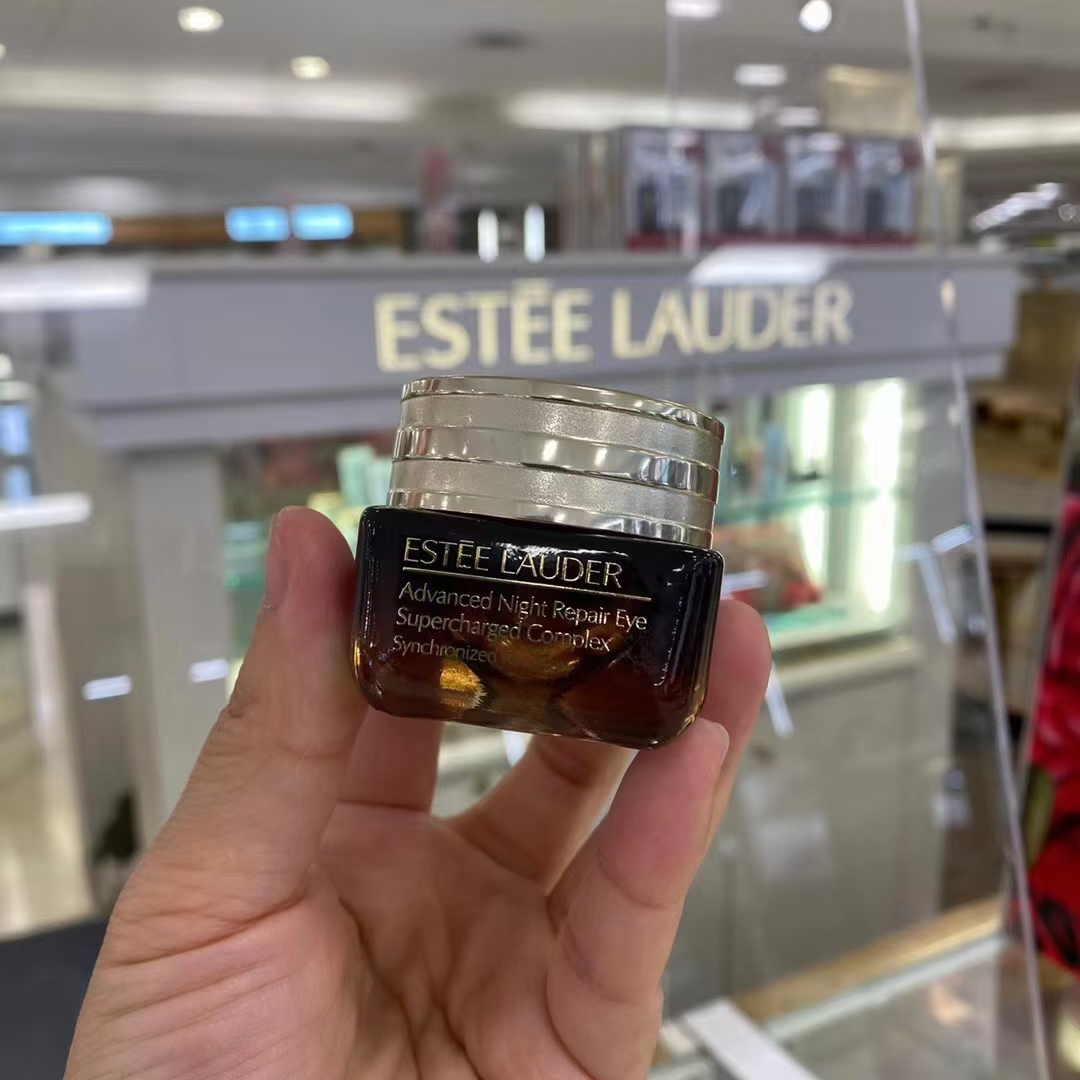 ESTĒE LAUDER
ESTĒE LAUDER
Advanced Night Repair Eye
Supercharged Complex
Synchronized